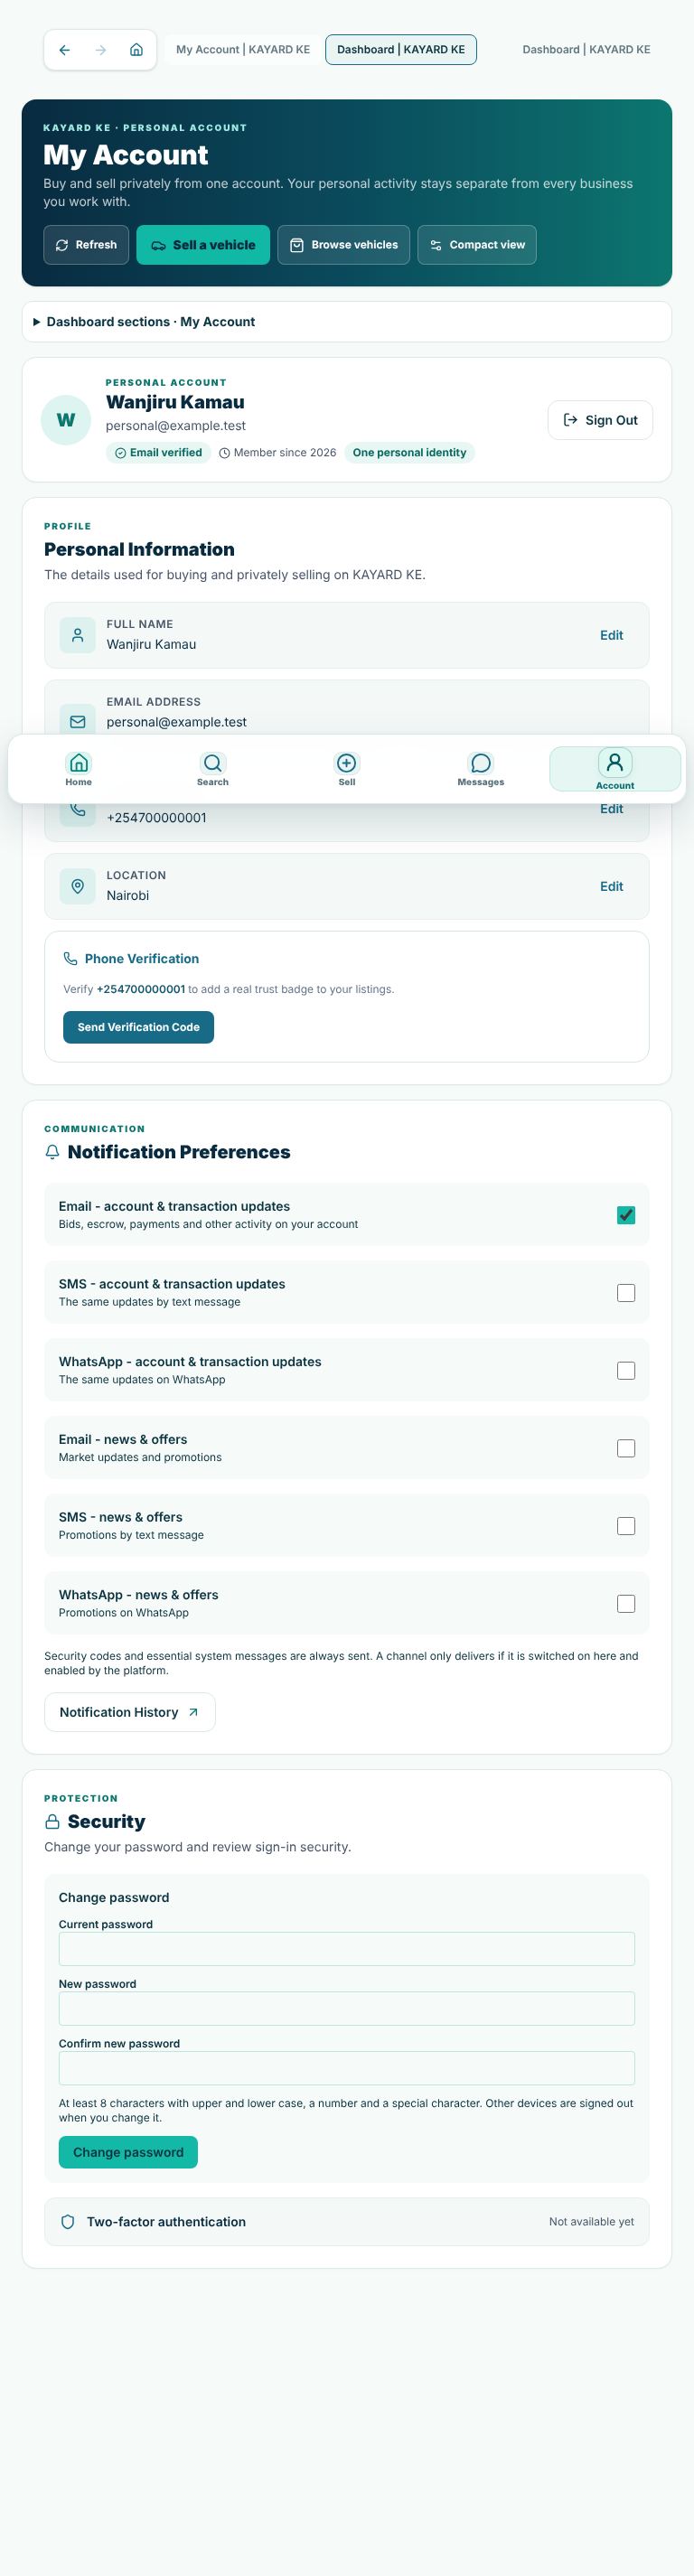 My Account | KAYARD KE
Dashboard | KAYARD KE
Dashboard | KAYARD KE
KAYARD KE · PERSONAL ACCOUNT
My Account
Buy and sell privately from one account. Your personal activity stays separate from every business
you work with.
Refresh
Sell a vehicle
Browse vehicles
Compact view
Dashboard sections · My Account
W
PERSONAL ACCOUNT
Wanjiru Kamau
personal@example.test
Email verified
Member since 2026
One personal identity
Sign Out
PROFILE
Personal Information
The details used for buying and privately selling on KAYARD KE.
FULL NAME
Wanjiru Kamau
Edit
EMAIL ADDRESS
personal@example.test
Home
Search
Sell
Messages
Account
+254700000001
Edit
LOCATION
Nairobi
Edit
Phone Verification
Verify +254700000001 to add a real trust badge to your listings.
Send Verification Code
COMMUNICATION
Notification Preferences
Email - account & transaction updates
Bids, escrow, payments and other activity on your account
SMS - account & transaction updates
The same updates by text message
WhatsApp - account & transaction updates
The same updates on WhatsApp
Email - news & offers
Market updates and promotions
SMS - news & offers
Promotions by text message
WhatsApp - news & offers
Promotions on WhatsApp
Security codes and essential system messages are always sent. A channel only delivers if it is switched on here and
enabled by the platform.
Notification History
PROTECTION
Security
Change your password and review sign-in security.
Change password
Current password
New password
Confirm new password
At least 8 characters with upper and lower case, a number and a special character. Other devices are signed out
when you change it.
Change password
Two-factor authentication
Not available yet